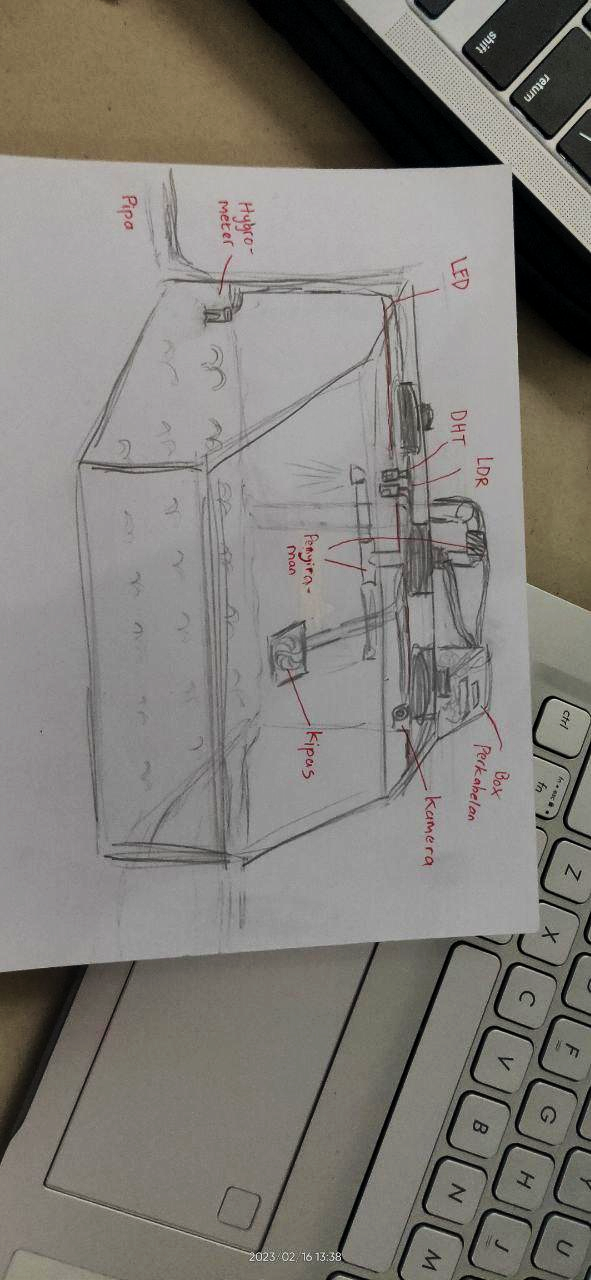 LED
Hybro-
meter
Pipa
DHT
LDR
Penyira-
man
Kipas
Box
Perkabelan
Kamera
shift
return
ctrl
fn
Z
X
C
V
B
N
M
F
G
H
J
Y
U
2023/02/16 13:38